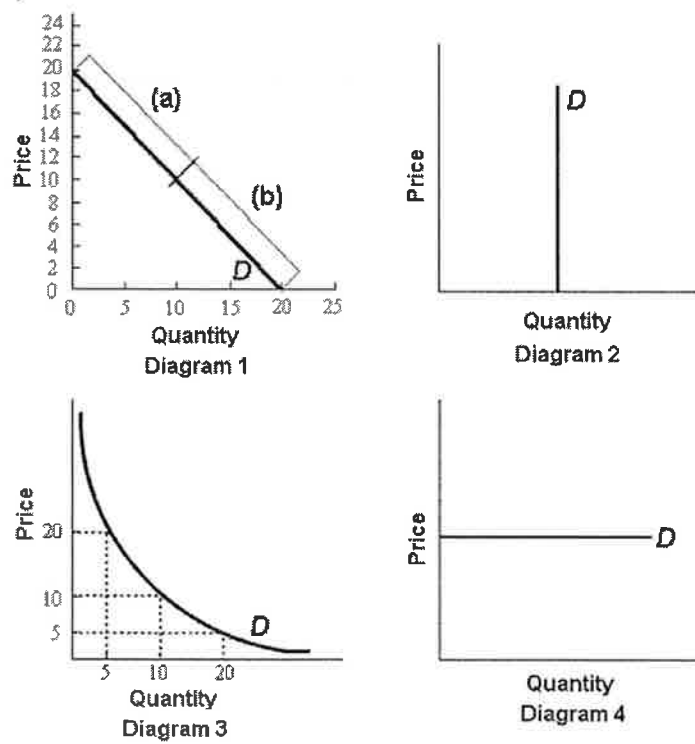 24
22
20
18
16
14
12
10
8
6
4
2
0
Price
(a)
(b)
D
0 5 10 15 20 25
Quantity
Diagram 1
Price
D
Quantity
Diagram 2
Price
20
10
5
D
5 10 20
Quantity
Diagram 3
Price
D
Quantity
Diagram 4